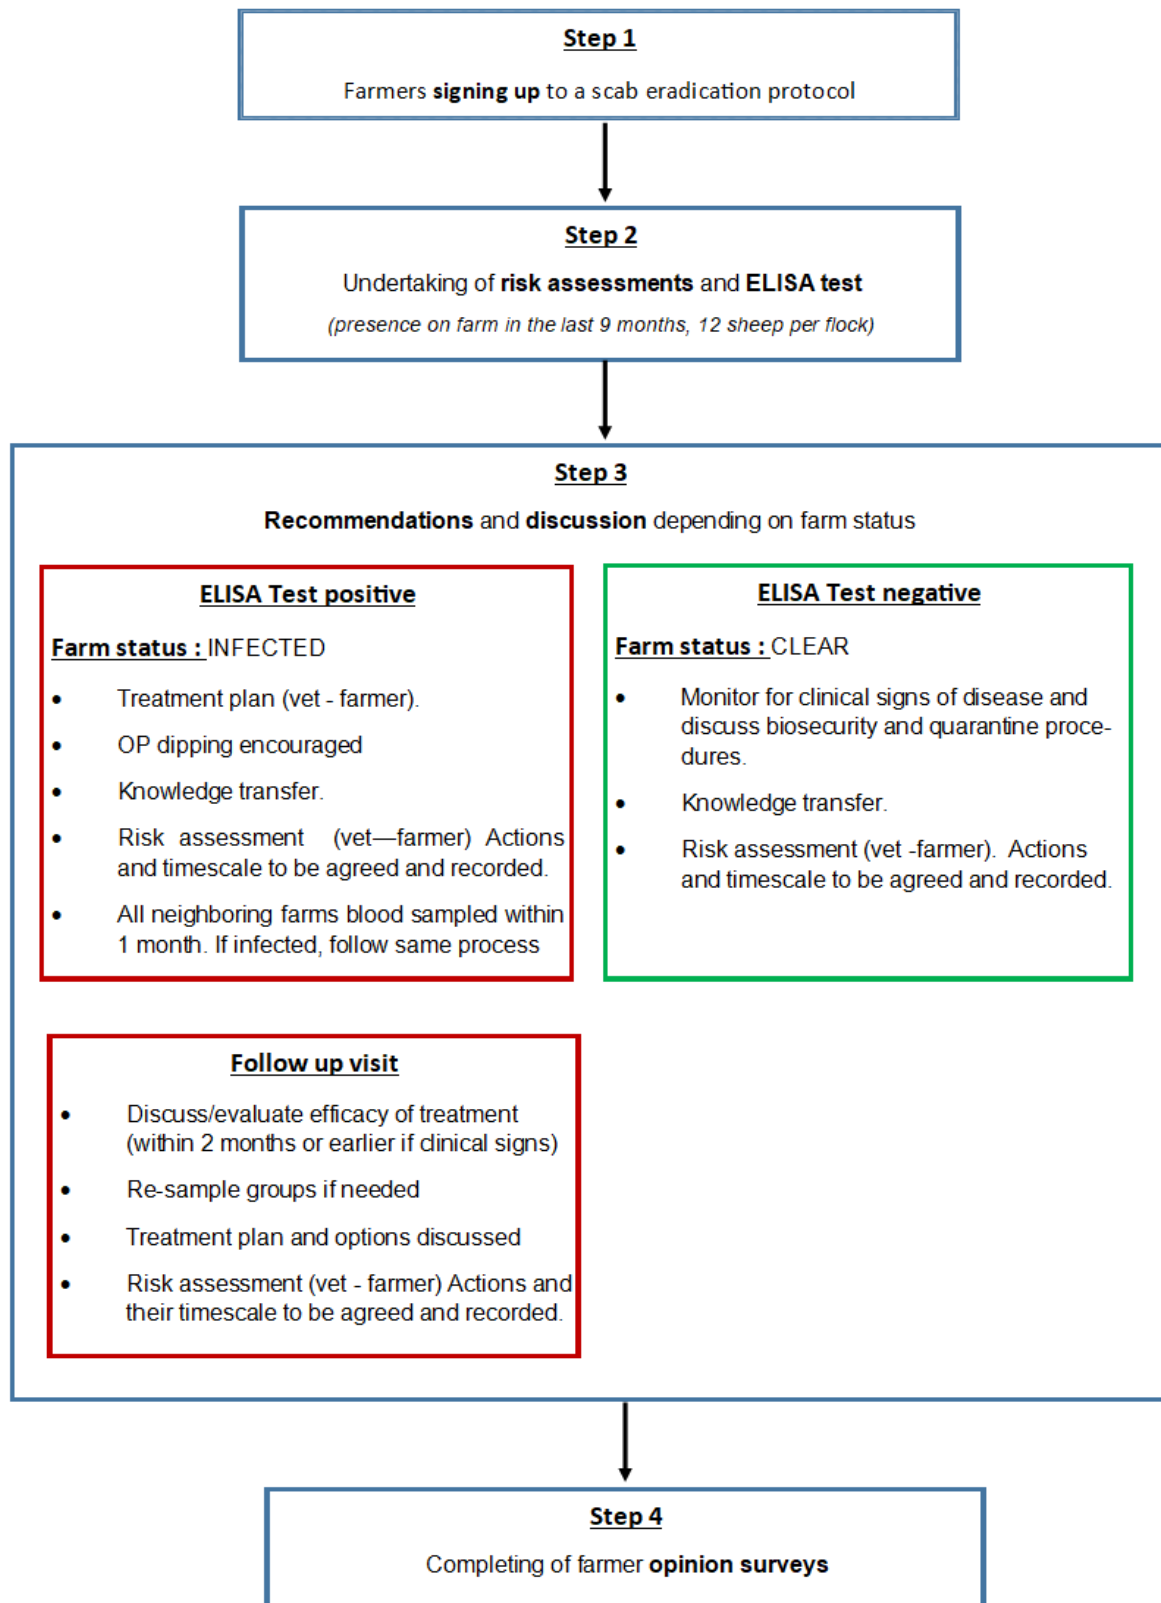 Step 1
Farmers signing up to a scab eradication protocol
Step 2
Undertaking of risk assessments and ELISA test
(presence on farm in the last 9 months, 12 sheep per flock)
Step 3
Recommendations and discussion depending on farm status
ELISA Test positive
Farm status : INFECTED
• Treatment plan (vet - farmer).
• OP dipping encouraged
• Knowledge transfer.
• Risk assessment (vet—farmer) Actions
and timescale to be agreed and recorded.
• All neighboring farms blood sampled within
1 month. If infected, follow same process
ELISA Test negative
Farm status : CLEAR
• Monitor for clinical signs of disease and
discuss biosecurity and quarantine proce-
dures.
• Knowledge transfer.
• Risk assessment (vet -farmer). Actions
and timescale to be agreed and recorded.
Follow up visit
• Discuss/evaluate efficacy of treatment
(within 2 months or earlier if clinical signs)
• Re-sample groups if needed
• Treatment plan and options discussed
• Risk assessment (vet - farmer) Actions and
their timescale to be agreed and recorded.
Step 4
Completing of farmer opinion surveys